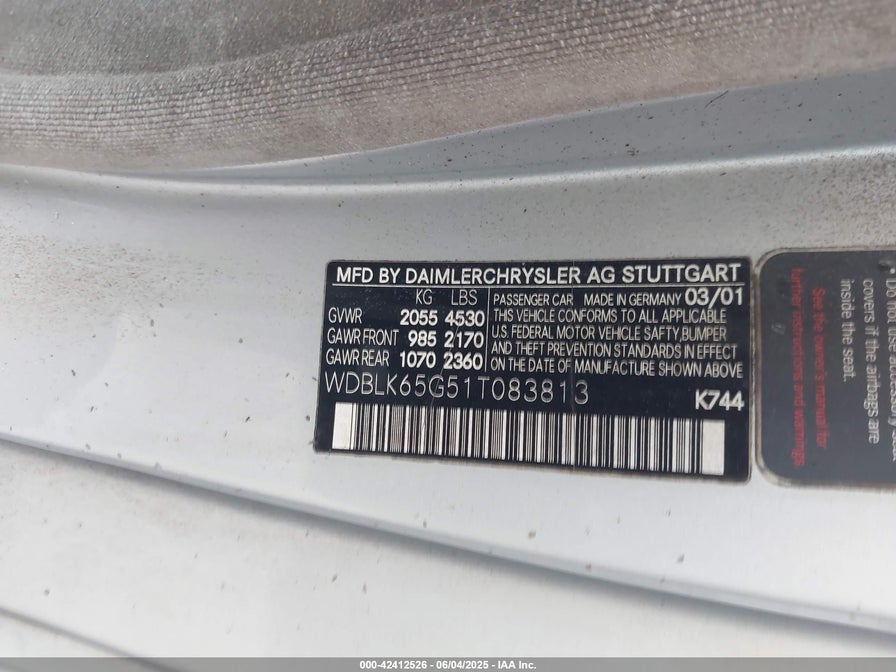 MFD BY DAIMLERCHRYSLER AG STUTTGART
KG LBS
GVWR 2055 4530
GAWR FRONT 985 2170
GAWR REAR 1070 2360
PASSENGER CAR MADE IN GERMANY 03/01
THIS VEHICLE CONFORMS TO ALL APPLICABLE
U.S. FEDERAL MOTOR VEHICLE SAFTY,BUMPER
AND THEFT PREVENTION STANDARDS IN EFFECT
ON THE DATE OF MANUFACTURE SHOWN ABOVE
WDBLK65G51T083813
K744
covers if the airbags are
inside the seat.
See the owner's manual for
further instructions and warnings.
000-42412526 - 06/04/2025 - IAA Inc.